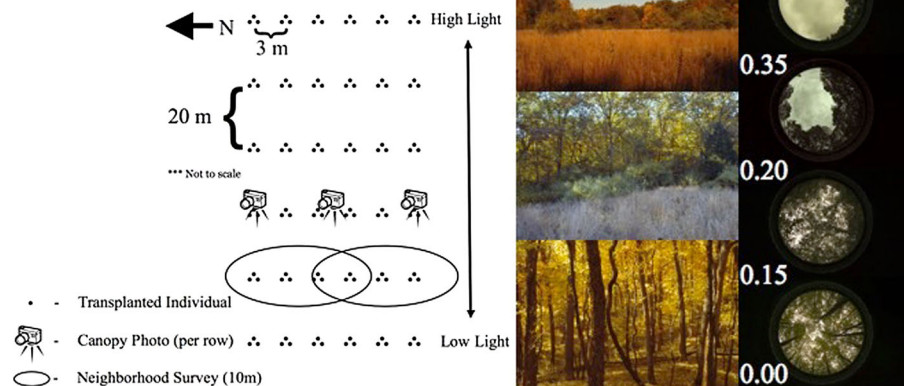 N
3 m
High Light
20 m
Not to scale
• - Transplanted Individual
- Canopy Photo (per row)
- Neighborhood Survey (10m)
Low Light
0.35
0.20
0.15
0.00